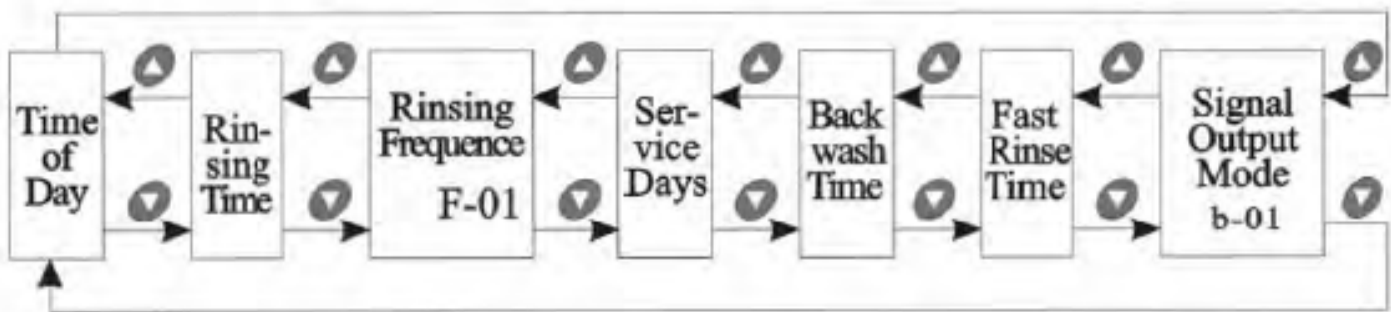 Time
of
Day
Rin-
sing
Time
Rinsing
Frequence
F-01
Ser-
vice
Days
Back
wash
Time
Fast
Rinse
Time
Signal
Output
Mode
b-01